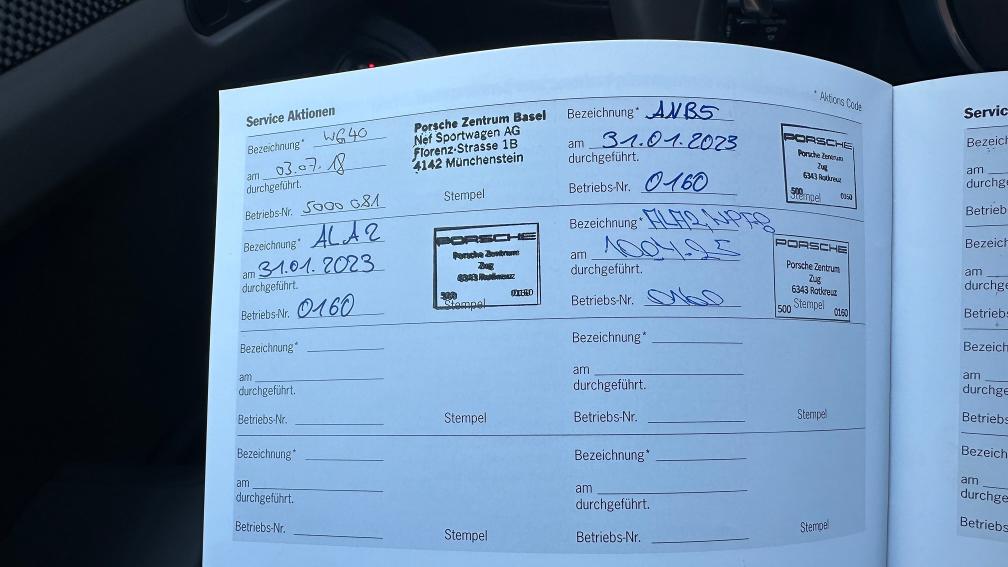 Service Aktionen
* Aktions Code
Bezeichnung* WG40
am 03.07.18
durchgeführt.
Betriebs-Nr. 5000 081
Porsche Zentrum Basel
Nef Sportwagen AG
Florenz-Strasse 1B
4142 Münchenstein
Stempel
Bezeichnung* ANB5
am 31.01.2023
durchgeführt.
Betriebs-Nr. 0160
PORSCHE
Porsche Zentrum
Zug
6343 Rotkreuz
500 0160
Stempel
Bezeichnung* ALA2
am 31.01.2023
durchgeführt.
Betriebs-Nr. 0160
PORSCHE
Porsche Zentrum
Zug
6343 Rotkreuz
500 0160
Stempel
Bezeichnung*
am
durchgeführt.
Betriebs-Nr. 0160
PORSCHE
Porsche Zentrum
Zug
6343 Rotkreuz
Stempel
500 0160
Bezeichnung*
am
durchgeführt.
Betriebs-Nr.
Stempel
Bezeichnung*
am
durchgeführt.
Betriebs-Nr.
Stempel
Bezeichnung*
am
durchgeführt.
Betriebs-Nr.
Stempel
Bezeichnung*
am
durchgeführt.
Betriebs-Nr.
Stempel